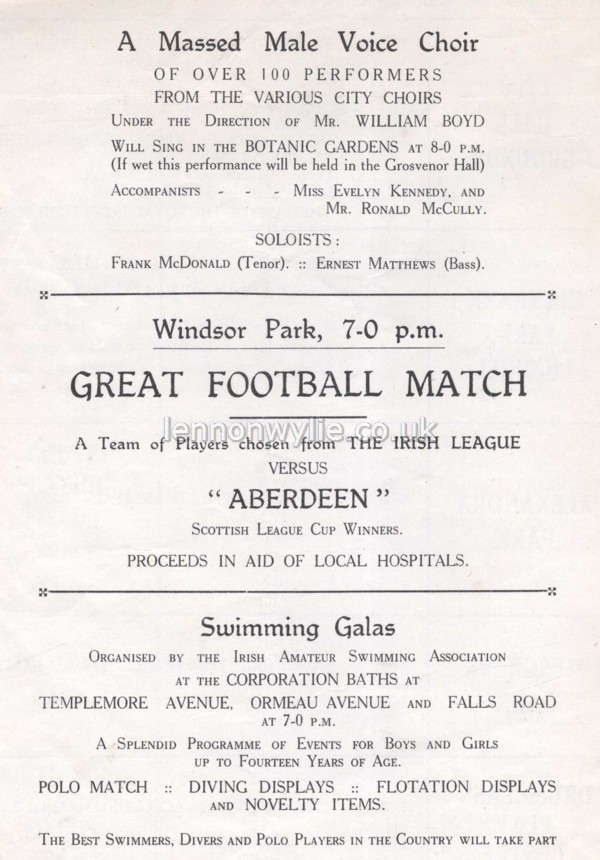 A Massed Male Voice Choir
OF OVER 100 PERFORMERS
FROM THE VARIOUS CITY CHOIRS
Under the Direction of Mr. WILLIAM BOYD
Will Sing in the BOTANIC GARDENS at 8-0 p.m.
(If wet this performance will be held in the Grosvenor Hall)
Accompanists - - - Miss Evelyn Kennedy, and
Mr. Ronald McCully.
SOLOISTS :
Frank McDonald (Tenor). :: Ernest Matthews (Bass).
Windsor Park, 7-0 p.m.
GREAT FOOTBALL MATCH
lennonwylie.co.uk
A Team of Players chosen from THE IRISH LEAGUE
VERSUS
" ABERDEEN "
Scottish League Cup Winners.
PROCEEDS IN AID OF LOCAL HOSPITALS.
Swimming Galas
Organised by the Irish Amateur Swimming Association
at the CORPORATION BATHS at
TEMPLEMORE AVENUE, ORMEAU AVENUE and FALLS ROAD
at 7-0 p.m.
A Splendid Programme of Events for Boys and Girls
up to Fourteen Years of Age.
POLO MATCH :: DIVING DISPLAYS :: FLOTATION DISPLAYS
and NOVELTY ITEMS.
The Best Swimmers, Divers and Polo Players in the Country will take part